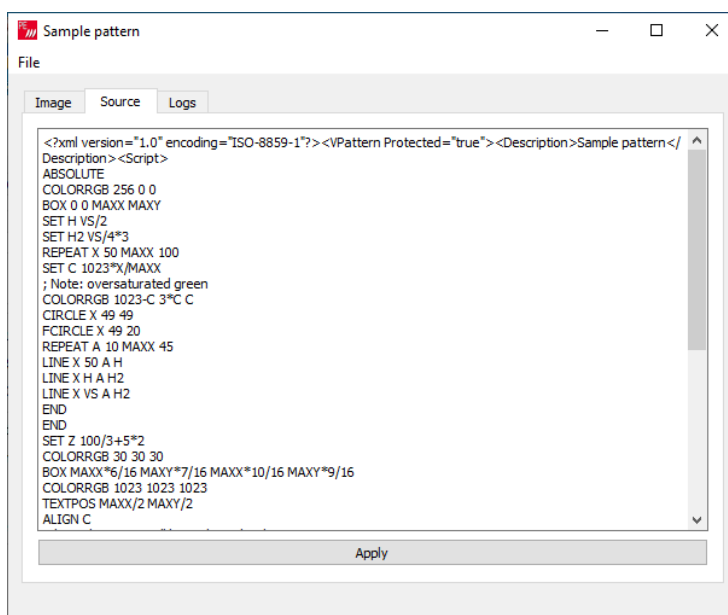 PE m Sample pattern
File
Image Source Logs
<?xml version="1.0" encoding="ISO-8859-1"?><VPattern Protected="true"><Description>Sample pattern</
Description><Script>
ABSOLUTE
COLORRGB 256 0 0
BOX 0 0 MAXX MAXY
SET H VS/2
SET H2 VS/4*3
REPEAT X 50 MAXX 100
SET C 1023*X/MAXX
; Note: oversaturated green
COLORRGB 1023-C 3*C C
CIRCLE X 49 49
FCIRCLE X 49 20
REPEAT A 10 MAXX 45
LINE X 50 A H
LINE X H A H2
LINE X VS A H2
END
END
SET Z 100/3+5*2
COLORRGB 30 30 30
BOX MAXX*6/16 MAXY*7/16 MAXX*10/16 MAXY*9/16
COLORRGB 1023 1023 1023
TEXTPOS MAXX/2 MAXY/2
ALIGN C
Apply